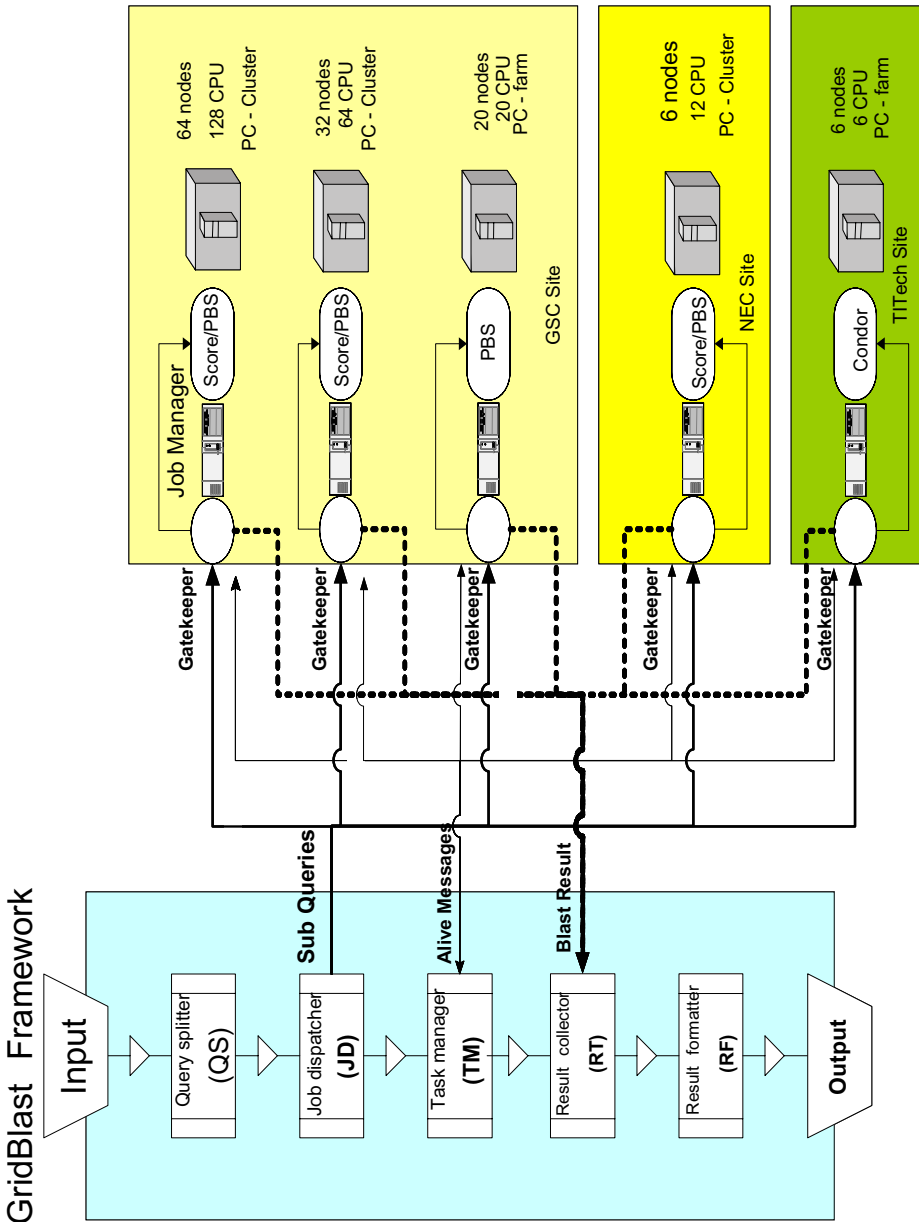 GridBlast Framework
Input
Query splitter
(QS)
Job dispatcher
(JD)
Task manager
(TM)
Result collector
(RT)
Result formatter
(RF)
Output
Sub Queries
Alive Messages
Blast Result
Gatekeeper
Gatekeeper
Gatekeeper
Gatekeeper
Gatekeeper
Job Manager
Score/PBS
Score/PBS
PBS
Score/PBS
Condor
GSC Site
NEC Site
TITech Site
64 nodes
128 CPU
PC - Cluster
32 nodes
64 CPU
PC - Cluster
20 nodes
20 CPU
PC - farm
6 nodes
12 CPU
PC - Cluster
6 nodes
6 CPU
PC - farm